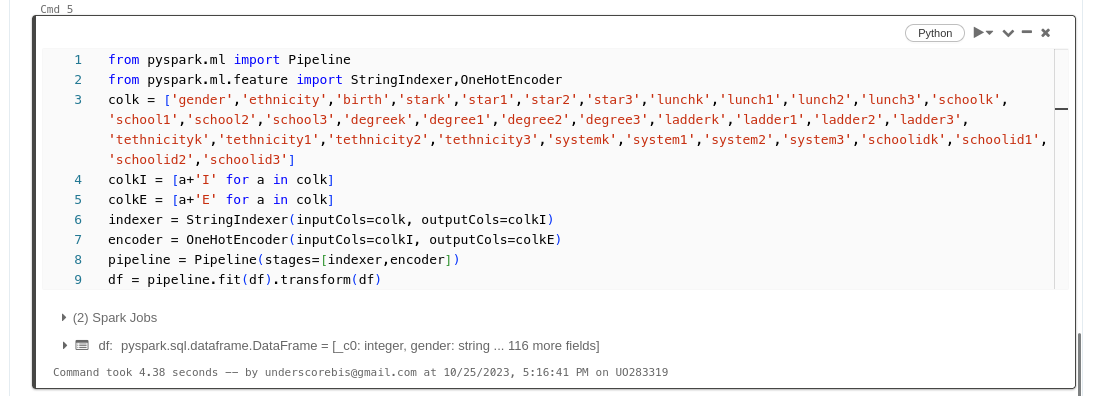 Cmd 5
Python
1 from pyspark.ml import Pipeline
2 from pyspark.ml.feature import StringIndexer,OneHotEncoder
3 colk = ['gender','ethnicity','birth','stark','star1','star2','star3','lunchk','lunch1','lunch2','lunch3','schoolk',
'school1','school2','school3','degreek','degree1','degree2','degree3','ladderk','ladder1','ladder2','ladder3',
'tethnicityk','tethnicity1','tethnicity2','tethnicity3','systemk','system1','system2','system3','schoolidk','schoolid1',
'schoolid2','schoolid3']
4 colkI = [a+'I' for a in colk]
5 colkE = [a+'E' for a in colk]
6 indexer = StringIndexer(inputCols=colk, outputCols=colkI)
7 encoder = OneHotEncoder(inputCols=colkI, outputCols=colkE)
8 pipeline = Pipeline(stages=[indexer,encoder])
9 df = pipeline.fit(df).transform(df)
(2) Spark Jobs
df: pyspark.sql.dataframe.DataFrame = [_c0: integer, gender: string ... 116 more fields]
Command took 4.38 seconds -- by underscorebis@gmail.com at 10/25/2023, 5:16:41 PM on UO283319